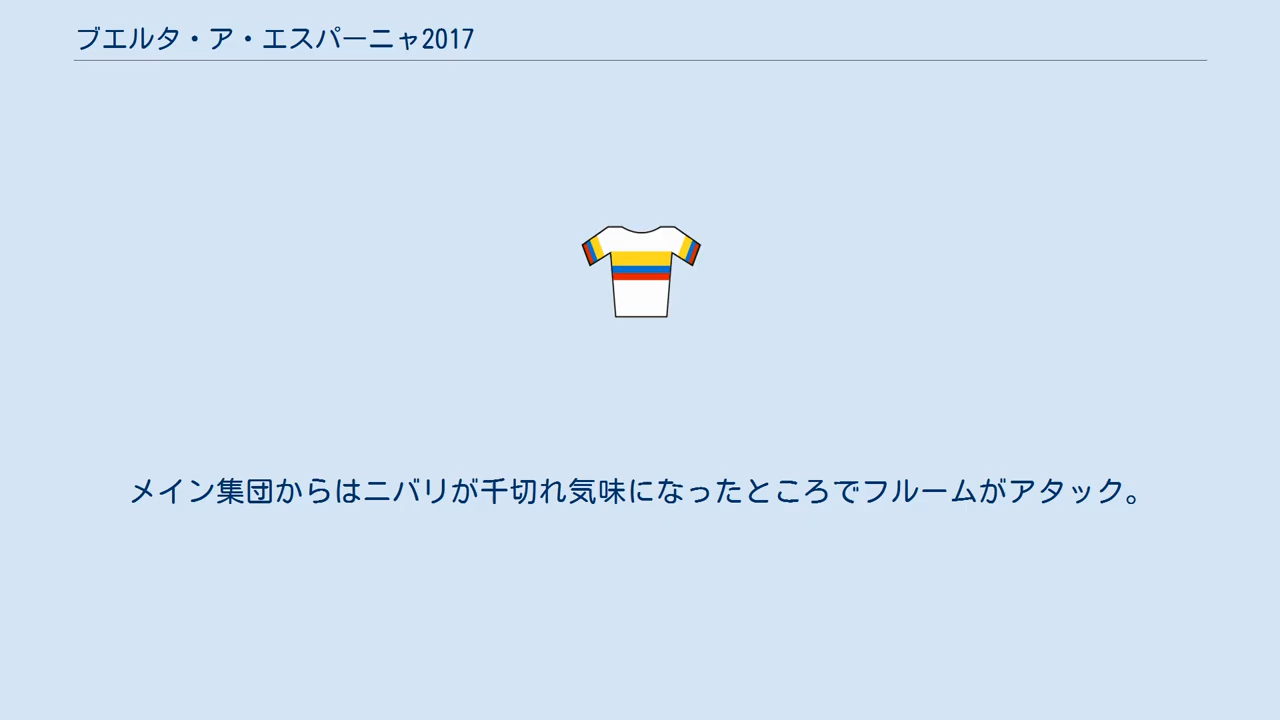 ブエルタ・ア・エスパーニャ2017
メイン集団からはニバリが千切れ気味になったところでフルームがアタック。